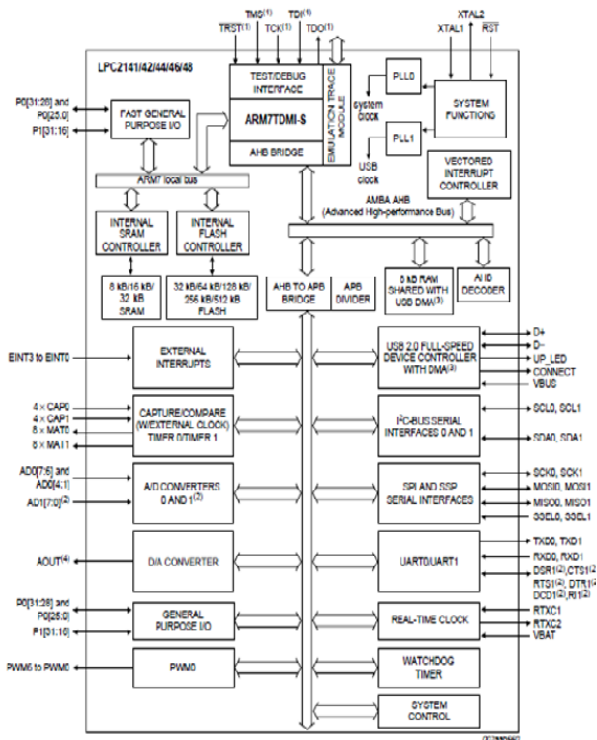 TMS(1) TDI(1)
TRST(1) TCK(1) TDO(1)
XTAL2
XTAL1 RST
LPC2141/42/44/46/48
TEST/DEBUG
INTERFACE
ARM7TDMI-S
AHB BRIDGE
EMULATION TRACE
MODULE
PLL0
system
clock
PLL1
USB
clock
SYSTEM
FUNCTIONS
VECTORED
INTERRUPT
CONTROLLER
P0[31:28] and
P0[25:0]
P1[31:16]
FAST GENERAL
PURPOSE I/O
ARM7 local bus
AMBA AHB
(Advanced High-performance Bus)
INTERNAL
SRAM
CONTROLLER
INTERNAL
FLASH
CONTROLLER
8 kB/16 kB/
32 kB
SRAM
32 kB/64 kB/128 kB/
256 kB/512 kB
FLASH
AHB TO APB
BRIDGE
APB
DIVIDER
8 kB RAM
SHARED WITH
USB DMA(3)
AHB
DECODER
EINT3 to EINT0
EXTERNAL
INTERRUPTS
USB 2.0 FULL-SPEED
DEVICE CONTROLLER
WITH DMA(3)
D+
D−
UP_LED
CONNECT
VBUS
4 × CAP0
4 × CAP1
8 × MAT0
8 × MAT1
CAPTURE/COMPARE
(W/EXTERNAL CLOCK)
TIMER 0/TIMER 1
I2C-BUS SERIAL
INTERFACES 0 AND 1
SCL0, SCL1
SDA0, SDA1
AD0[7:6] and
AD0[4:1]
AD1[7:0](2)
A/D CONVERTERS
0 AND 1(2)
SPI AND SSP
SERIAL INTERFACES
SCK0, SCK1
MOSI0, MOSI1
MISO0, MISO1
SSEL0, SSEL1
AOUT(4)
D/A CONVERTER
UART0/UART1
TXD0, TXD1
RXD0, RXD1
DSR1(2),CTS1(2)
RTS1(2), DTR1(2)
DCD1(2),RI1(2)
P0[31:28] and
P0[25:0]
P1[31:16]
GENERAL
PURPOSE I/O
REAL-TIME CLOCK
RTXC1
RTXC2
VBAT
PWM6 to PWM0
PWM0
WATCHDOG
TIMER
SYSTEM
CONTROL